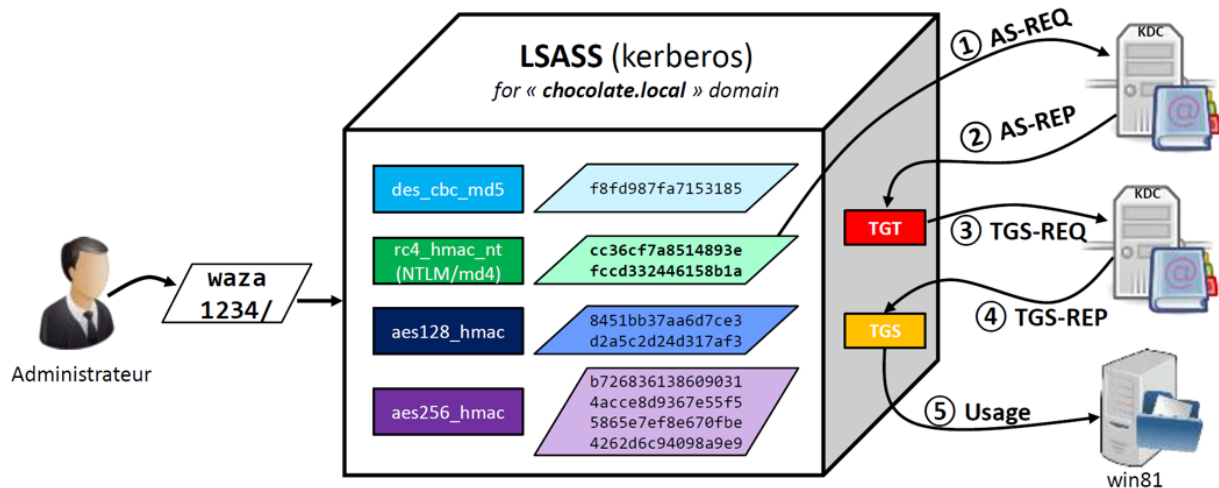 LSASS (kerberos)
for « chocolate.local » domain
Administrateur
waza
1234/
des_cbc_md5
f8fd987fa7153185
rc4_hmac_nt
(NTLM/md4)
cc36cf7a8514893e
fccd332446158b1a
aes128_hmac
8451bb37aa6d7ce3
d2a5c2d24d317af3
aes256_hmac
b726836138609031
4acce8d9367e55f5
5865e7ef8e670fbe
4262d6c94098a9e9
TGT
TGS
① AS-REQ
KDC
@
② AS-REP
③ TGS-REQ
KDC
@
④ TGS-REP
⑤ Usage
win81